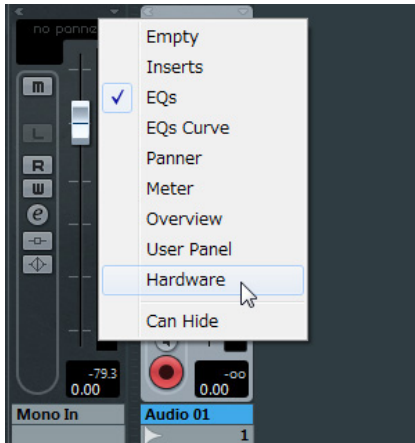 no panne
Empty
Inserts
m
EQs
EQs Curve
L
Panner
R
Meter
W
Overview
e
User Panel
Hardware
Can Hide
-79.3
-oo
0.00
0.00
Mono In
Audio 01
1